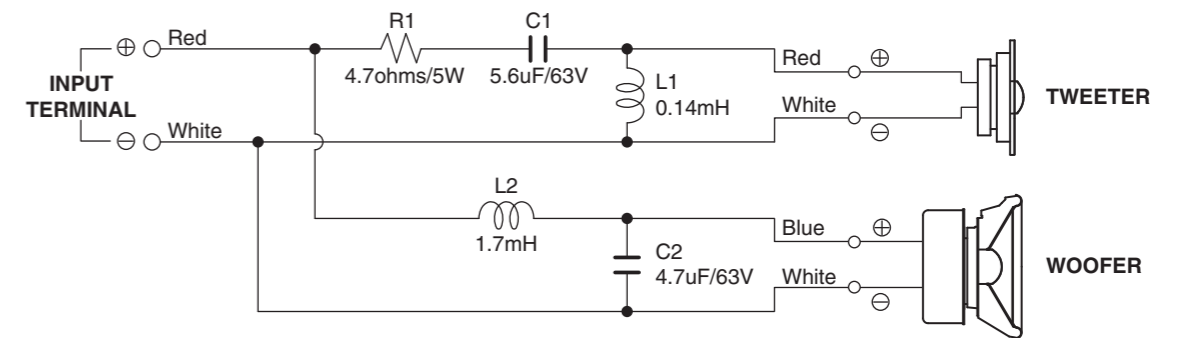 R1
C1
⊕ Red
4.7ohms/5W 5.6uF/63V
Red ⊕
INPUT
TERMINAL
L1
0.14mH
TWEETER
White
⊖
⊖ White
L2
1.7mH
Blue ⊕
C2
4.7uF/63V
WOOFER
White
⊖